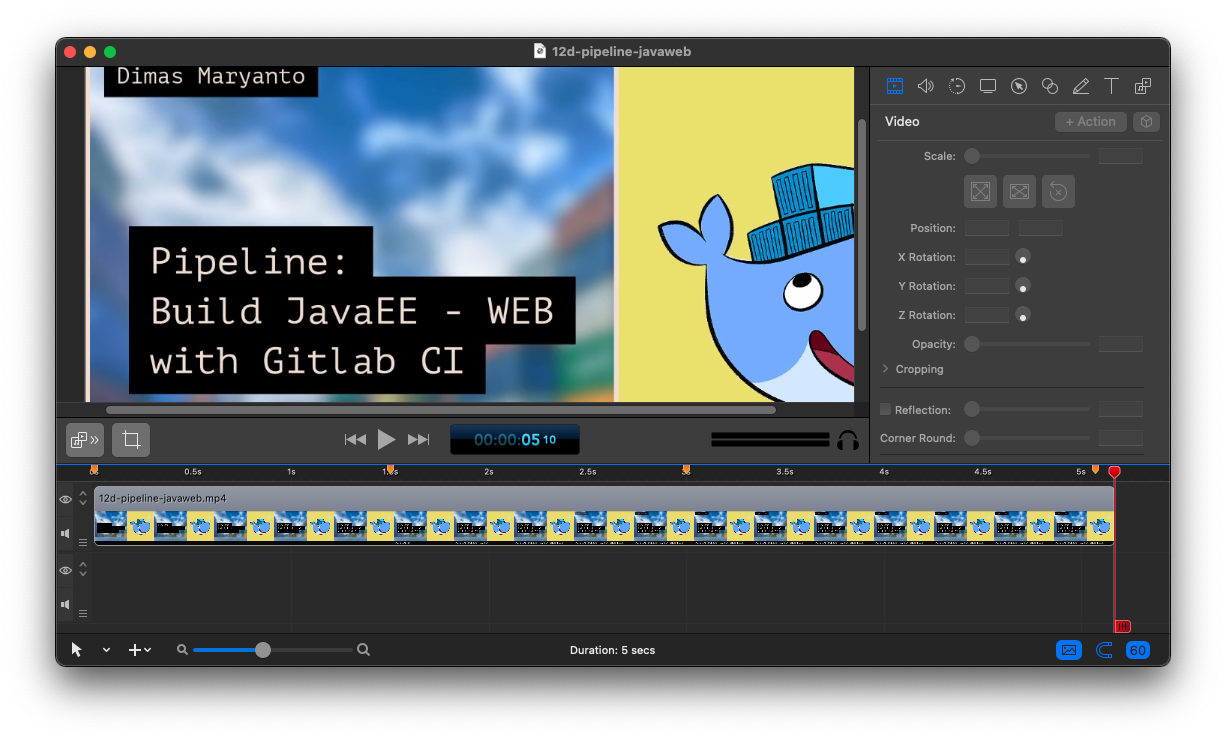 12d-pipeline-javaweb
Dimas Maryanto
Pipeline:
Build JavaEE - WEB
with Gitlab CI
Video
+ Action
Scale:
Position:
X Rotation:
Y Rotation:
Z Rotation:
Opacity:
Cropping
Reflection:
Corner Round:
00:00:05 10
0.5s 1s 2s 2.5s 3s 3.5s 4s 4.5s 5s
12d-pipeline-javaweb.mp4
Duration: 5 secs
60